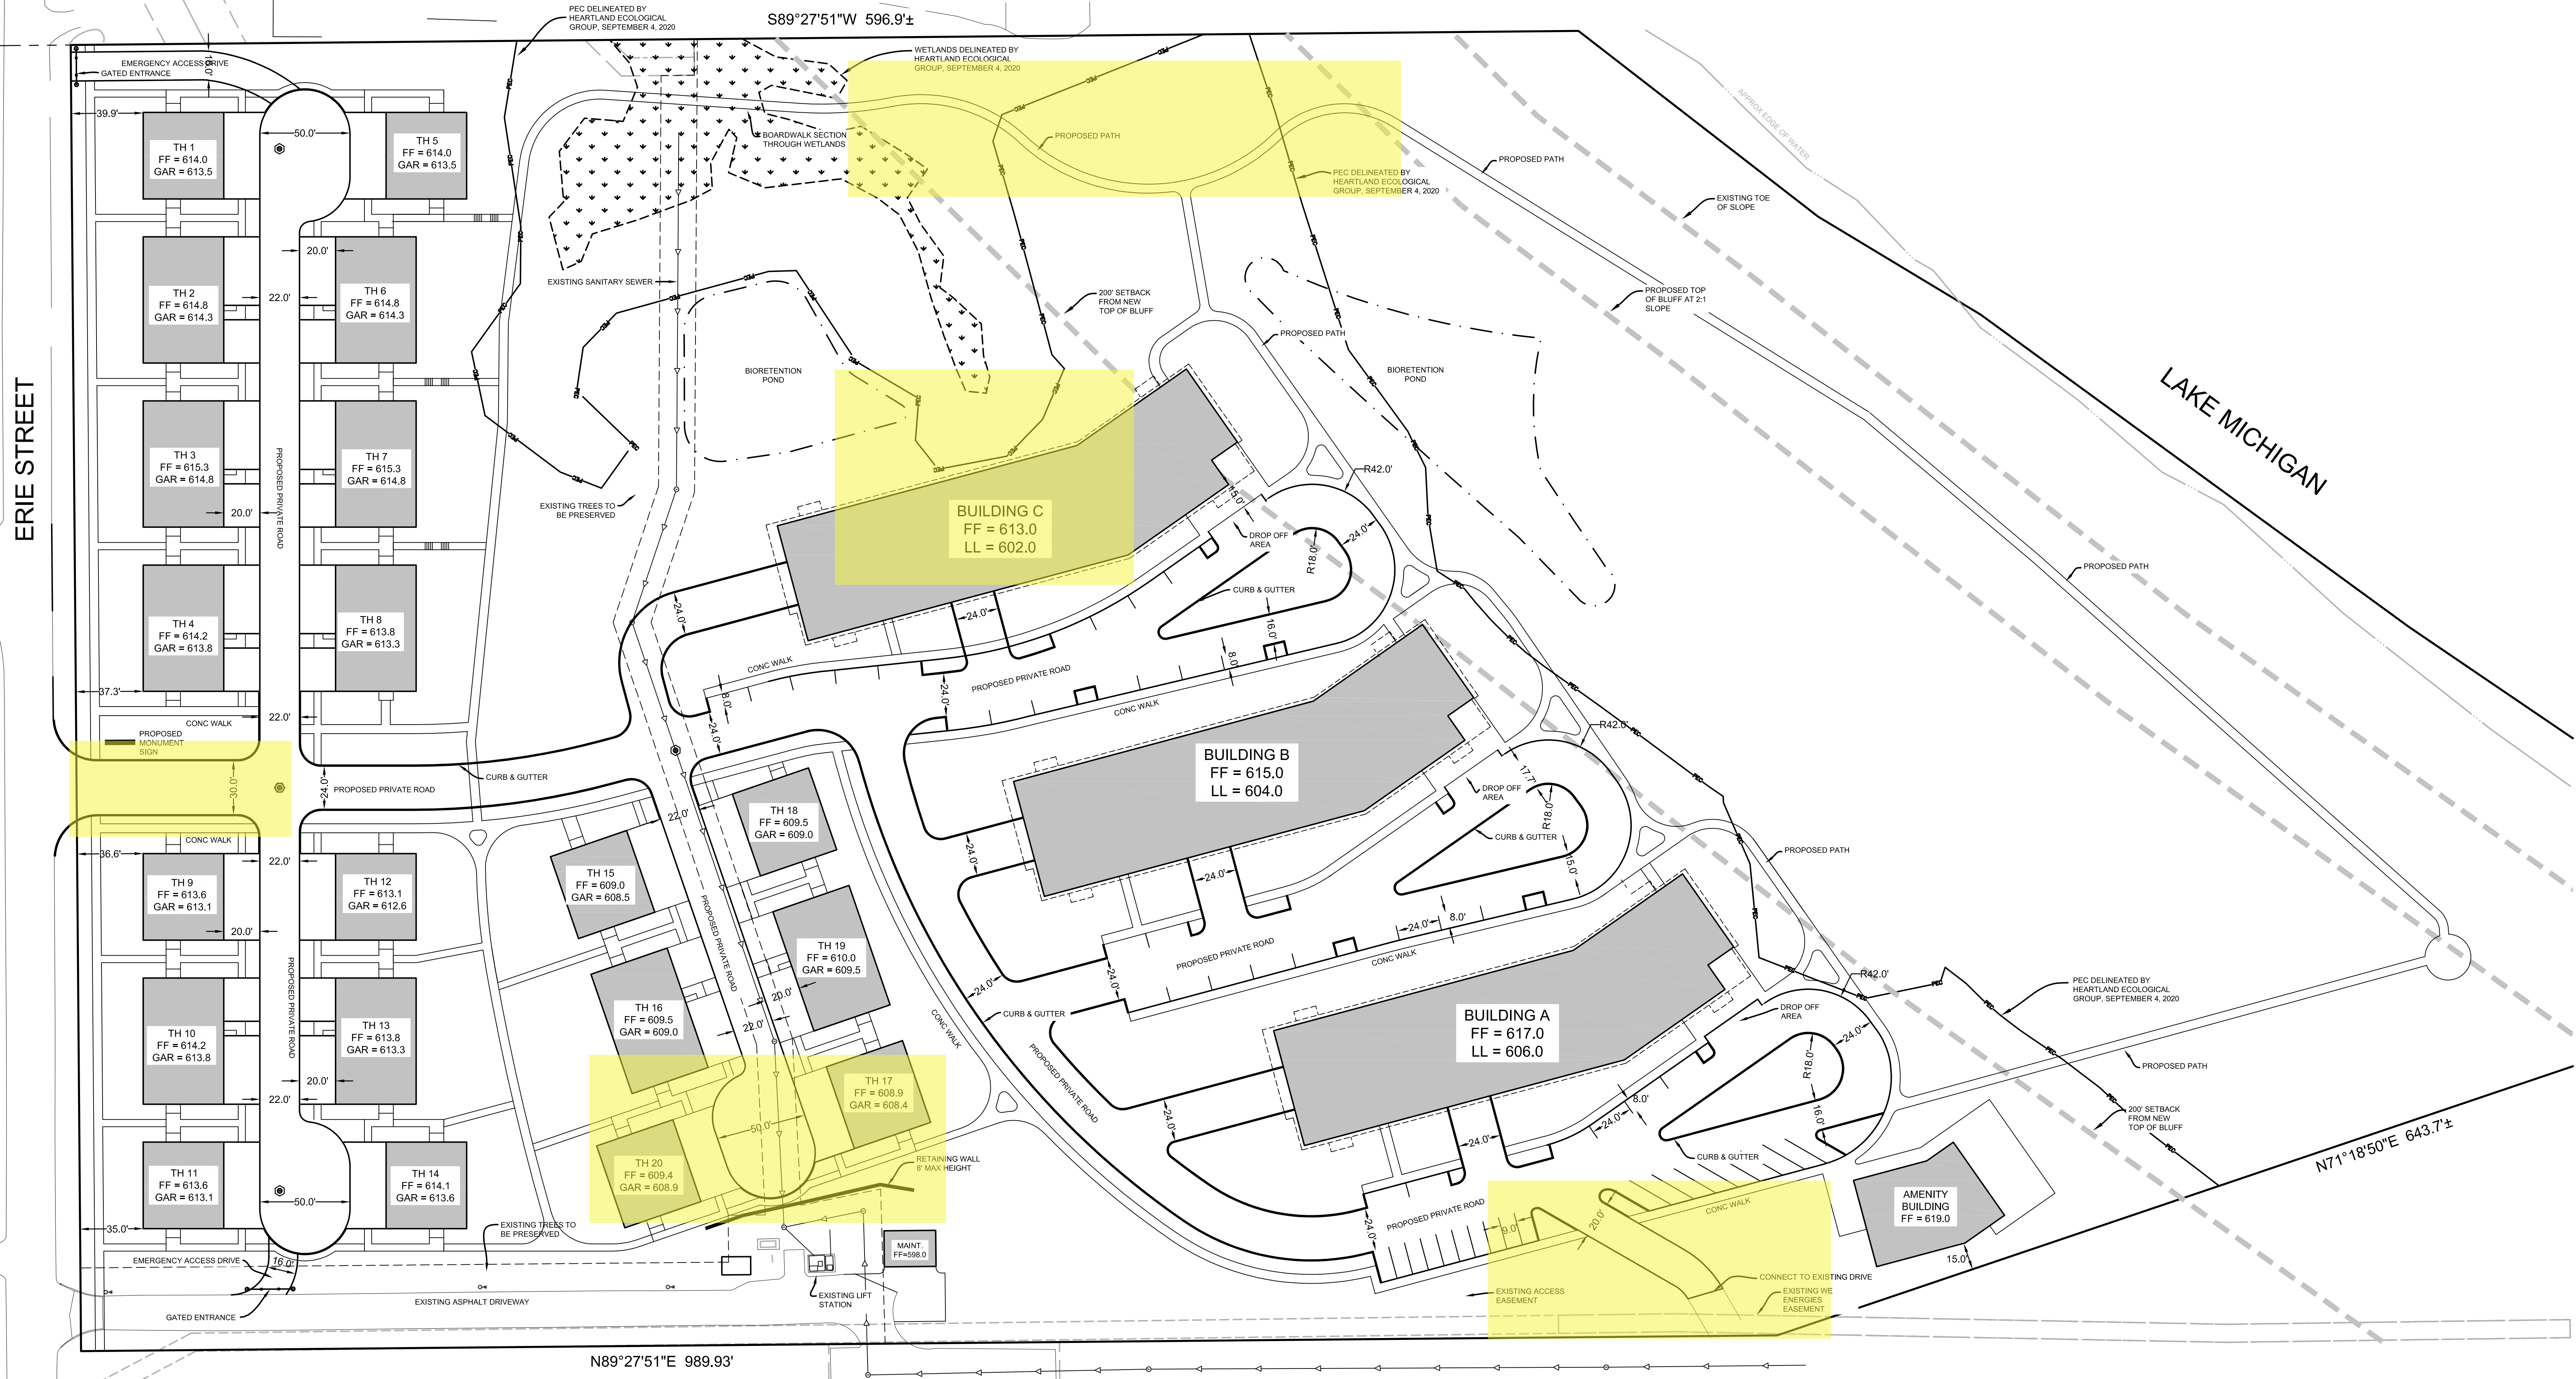 S89°27'51"W 596.9'±
PEC DELINEATED BY
HEARTLAND ECOLOGICAL
GROUP, SEPTEMBER 4, 2020
WETLANDS DELINEATED BY
HEARTLAND ECOLOGICAL
GROUP, SEPTEMBER 4, 2020
EMERGENCY ACCESS DRIVE
GATED ENTRANCE
16.0'
39.9'
50.0'
TH 1
FF = 614.0
GAR = 613.5
TH 5
FF = 614.0
GAR = 613.5
BOARDWALK SECTION
THROUGH WETLANDS
PROPOSED PATH
PEC DELINEATED BY
HEARTLAND ECOLOGICAL
GROUP, SEPTEMBER 4, 2020
PROPOSED PATH
APPROX EDGE OF WATER
EXISTING TOE
OF SLOPE
20.0'
22.0'
TH 2
FF = 614.8
GAR = 614.3
TH 6
FF = 614.8
GAR = 614.3
EXISTING SANITARY SEWER
200' SETBACK
FROM NEW
TOP OF BLUFF
PROPOSED TOP
OF BLUFF AT 2:1
SLOPE
PROPOSED PATH
BIORETENTION
POND
BIORETENTION
POND
LAKE MICHIGAN
ERIE STREET
TH 3
FF = 615.3
GAR = 614.8
TH 7
FF = 615.3
GAR = 614.8
PROPOSED PRIVATE ROAD
20.0'
EXISTING TREES TO
BE PRESERVED
BUILDING C
FF = 613.0
LL = 602.0
15.0'
R42.0'
DROP OFF
AREA
24.0'
R18.0'
CURB & GUTTER
PROPOSED PATH
TH 4
FF = 614.2
GAR = 613.8
TH 8
FF = 613.8
GAR = 613.3
24.0'
24.0'
16.0'
8.0'
CONC WALK
PROPOSED PRIVATE ROAD
37.3'
22.0'
CONC WALK
8.0'
24.0'
24.0'
CONC WALK
R42.0'
PROPOSED
MONUMENT
SIGN
BUILDING B
FF = 615.0
LL = 604.0
17.7'
DROP OFF
AREA
R18.0'
CURB & GUTTER
15.0'
30.0'
24.0'
PROPOSED PRIVATE ROAD
CURB & GUTTER
CONC WALK
36.6'
22.0'
TH 18
FF = 609.5
GAR = 609.0
22.0'
24.0'
24.0'
PROPOSED PATH
TH 9
FF = 613.6
GAR = 613.1
TH 12
FF = 613.1
GAR = 612.6
TH 15
FF = 609.0
GAR = 608.5
20.0'
PROPOSED PRIVATE ROAD
TH 19
FF = 610.0
GAR = 609.5
24.0'
8.0'
PROPOSED PRIVATE ROAD
CONC WALK
24.0'
24.0'
R42.0'
PEC DELINEATED BY
HEARTLAND ECOLOGICAL
GROUP, SEPTEMBER 4, 2020
PROPOSED PRIVATE ROAD
TH 10
FF = 614.2
GAR = 613.8
TH 13
FF = 613.8
GAR = 613.3
TH 16
FF = 609.5
GAR = 609.0
20.0'
22.0'
CONC WALK
CURB & GUTTER
BUILDING A
FF = 617.0
LL = 606.0
DROP OFF
AREA
24.0'
R18.0'
PROPOSED PATH
20.0'
22.0'
PROPOSED PRIVATE ROAD
TH 17
FF = 608.9
GAR = 608.4
8.0'
24.0'
16.0'
24.0'
24.0'
CURB & GUTTER
200' SETBACK
FROM NEW
TOP OF BLUFF
N71°18'50"E 643.7'±
50.0'
TH 20
FF = 609.4
GAR = 608.9
RETAINING WALL
8' MAX HEIGHT
TH 11
FF = 613.6
GAR = 613.1
TH 14
FF = 614.1
GAR = 613.6
50.0'
35.0'
EXISTING TREES TO
BE PRESERVED
24.0'
PROPOSED PRIVATE ROAD
9.0'
20.0'
CONC WALK
AMENITY
BUILDING
FF = 619.0
15.0'
EMERGENCY ACCESS DRIVE
16.0'
MAINT.
FF=598.0
CONNECT TO EXISTING DRIVE
EXISTING ACCESS
EASEMENT
EXISTING WE
ENERGIES
EASEMENT
EXISTING ASPHALT DRIVEWAY
EXISTING LIFT
STATION
GATED ENTRANCE
N89°27'51"E 989.93'